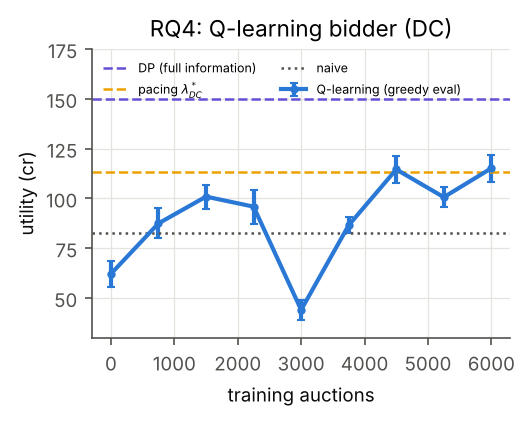 RQ4: Q-learning bidder (DC)
DP (full information)
naive
pacing λ*DC
Q-learning (greedy eval)
utility (cr)
175
150
125
100
75
50
0
1000
2000
3000
4000
5000
6000
training auctions